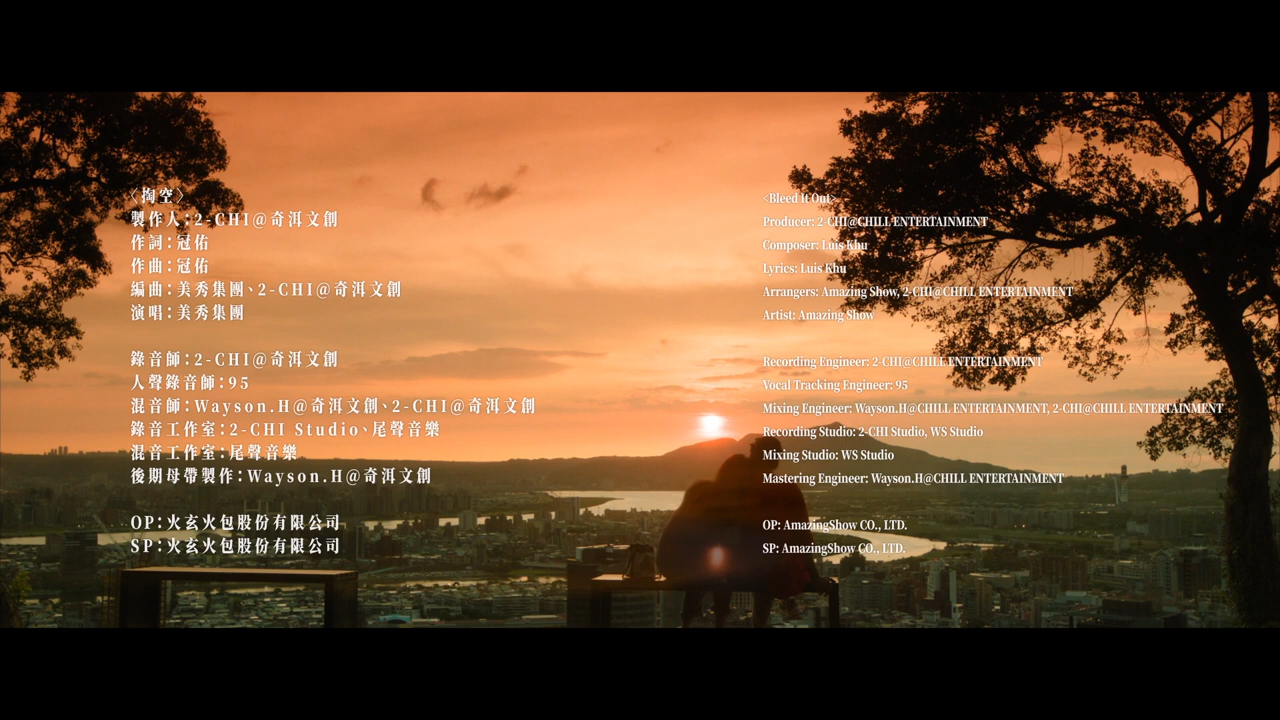 〈掏空〉
製作人：2-CHI@奇洱文創
作詞：冠佑
作曲：冠佑
編曲：美秀集團、2-CHI@奇洱文創
演唱：美秀集團
錄音師：2-CHI@奇洱文創
人聲錄音師：95
混音師：Wayson.H@奇洱文創、2-CHI@奇洱文創
錄音工作室：2-CHI Studio、尾聲音樂
混音工作室：尾聲音樂
後期母帶製作：Wayson.H@奇洱文創
OP：火玄火包股份有限公司
SP：火玄火包股份有限公司
<Bleed It Out>
Producer: 2-CHI@CHILL ENTERTAINMENT
Composer: Luis Khu
Lyrics: Luis Khu
Arrangers: Amazing Show, 2-CHI@CHILL ENTERTAINMENT
Artist: Amazing Show
Recording Engineer: 2-CHI@CHILL ENTERTAINMENT
Vocal Tracking Engineer: 95
Mixing Engineer: Wayson.H@CHILL ENTERTAINMENT, 2-CHI@CHILL ENTERTAINMENT
Recording Studio: 2-CHI Studio, WS Studio
Mixing Studio: WS Studio
Mastering Engineer: Wayson.H@CHILL ENTERTAINMENT
OP: AmazingShow CO., LTD.
SP: AmazingShow CO., LTD.